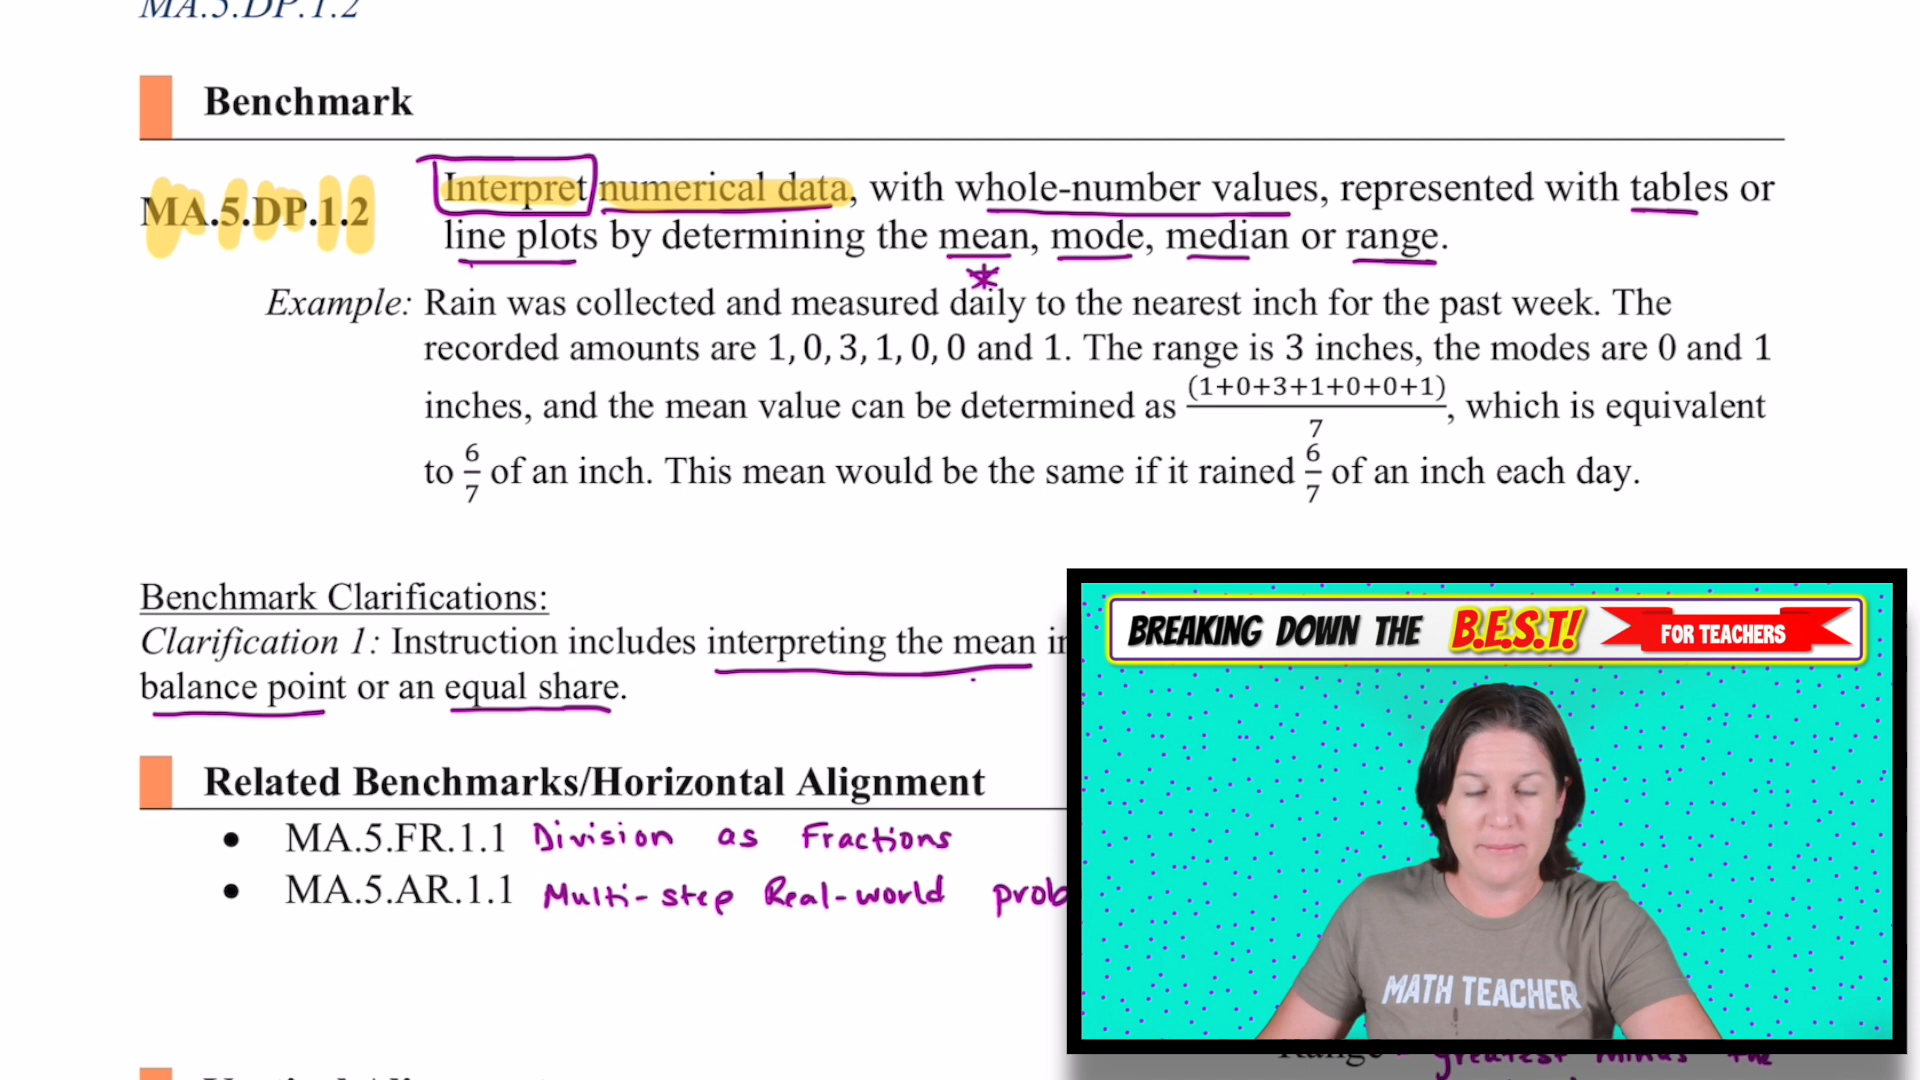 MA.5.DP.1.2
Benchmark
MA.5.DP.1.2
Interpret numerical data, with whole-number values, represented with tables or
line plots by determining the mean, mode, median or range.
*
Example: Rain was collected and measured daily to the nearest inch for the past week. The
recorded amounts are 1, 0, 3, 1, 0, 0 and 1. The range is 3 inches, the modes are 0 and 1
inches, and the mean value can be determined as (1+0+3+1+0+0+1)/7, which is equivalent
to 6/7 of an inch. This mean would be the same if it rained 6/7 of an inch each day.
Benchmark Clarifications:
Clarification 1: Instruction includes interpreting the mean
balance point or an equal share.
Related Benchmarks/Horizontal Alignment
• MA.5.FR.1.1 Division as Fractions
• MA.5.AR.1.1 Multi-step Real-world
BREAKING DOWN THE B.E.S.T! FOR TEACHERS
MATH TEACHER
Range - greatest minus the